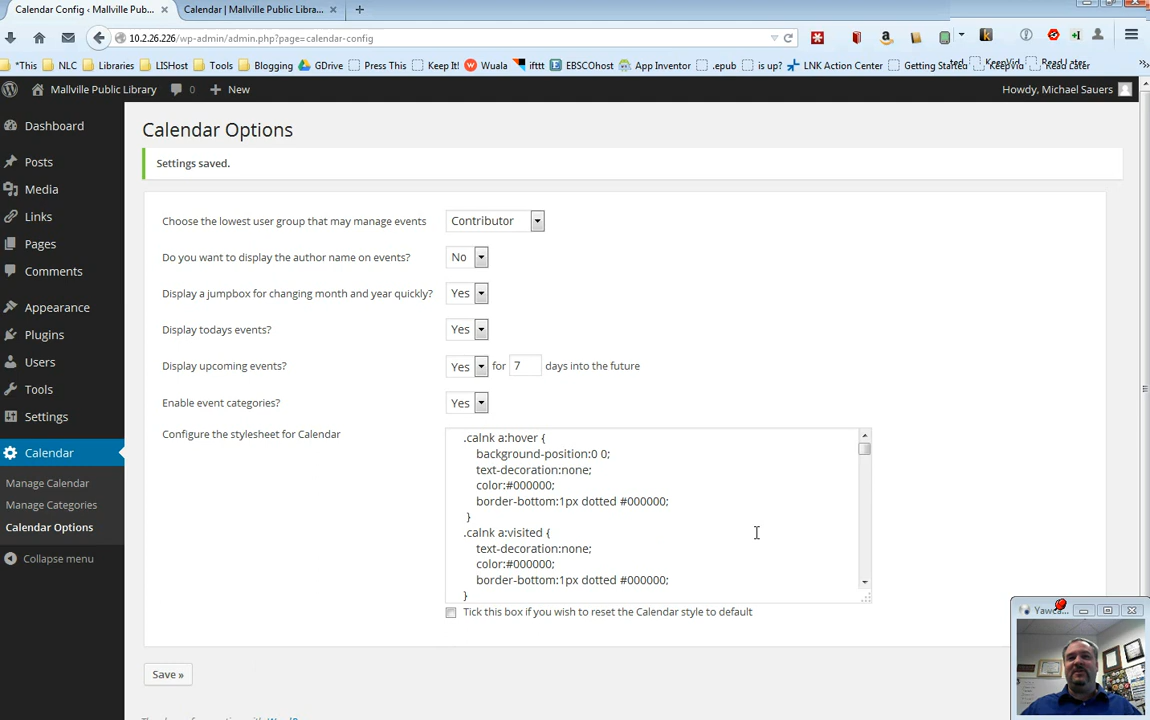 Calendar Config ‹ Mallville Pub... × Calendar | Mallville Public Libra... × +
10.2.26.226/wp-admin/admin.php?page=calendar-config
*This NLC Libraries LISHost Tools Blogging GDrive Press This Keep It! Wuala ifttt EBSCOhost App Inventor .epub is up? LNK Action Center Getting Started KeepVid Read Later
Mallville Public Library 0 + New Howdy, Michael Sauers
Dashboard
Posts
Media
Links
Pages
Comments
Appearance
Plugins
Users
Tools
Settings
Calendar
Manage Calendar
Manage Categories
Calendar Options
Collapse menu
Calendar Options
Settings saved.
Choose the lowest user group that may manage events Contributor
Do you want to display the author name on events? No
Display a jumpbox for changing month and year quickly? Yes
Display todays events? Yes
Display upcoming events? Yes for 7 days into the future
Enable event categories? Yes
Configure the stylesheet for Calendar
.calnk a:hover {
background-position:0 0;
text-decoration:none;
color:#000000;
border-bottom:1px dotted #000000;
}
.calnk a:visited {
text-decoration:none;
color:#000000;
border-bottom:1px dotted #000000;
}
Tick this box if you wish to reset the Calendar style to default
Save »
Yawca...